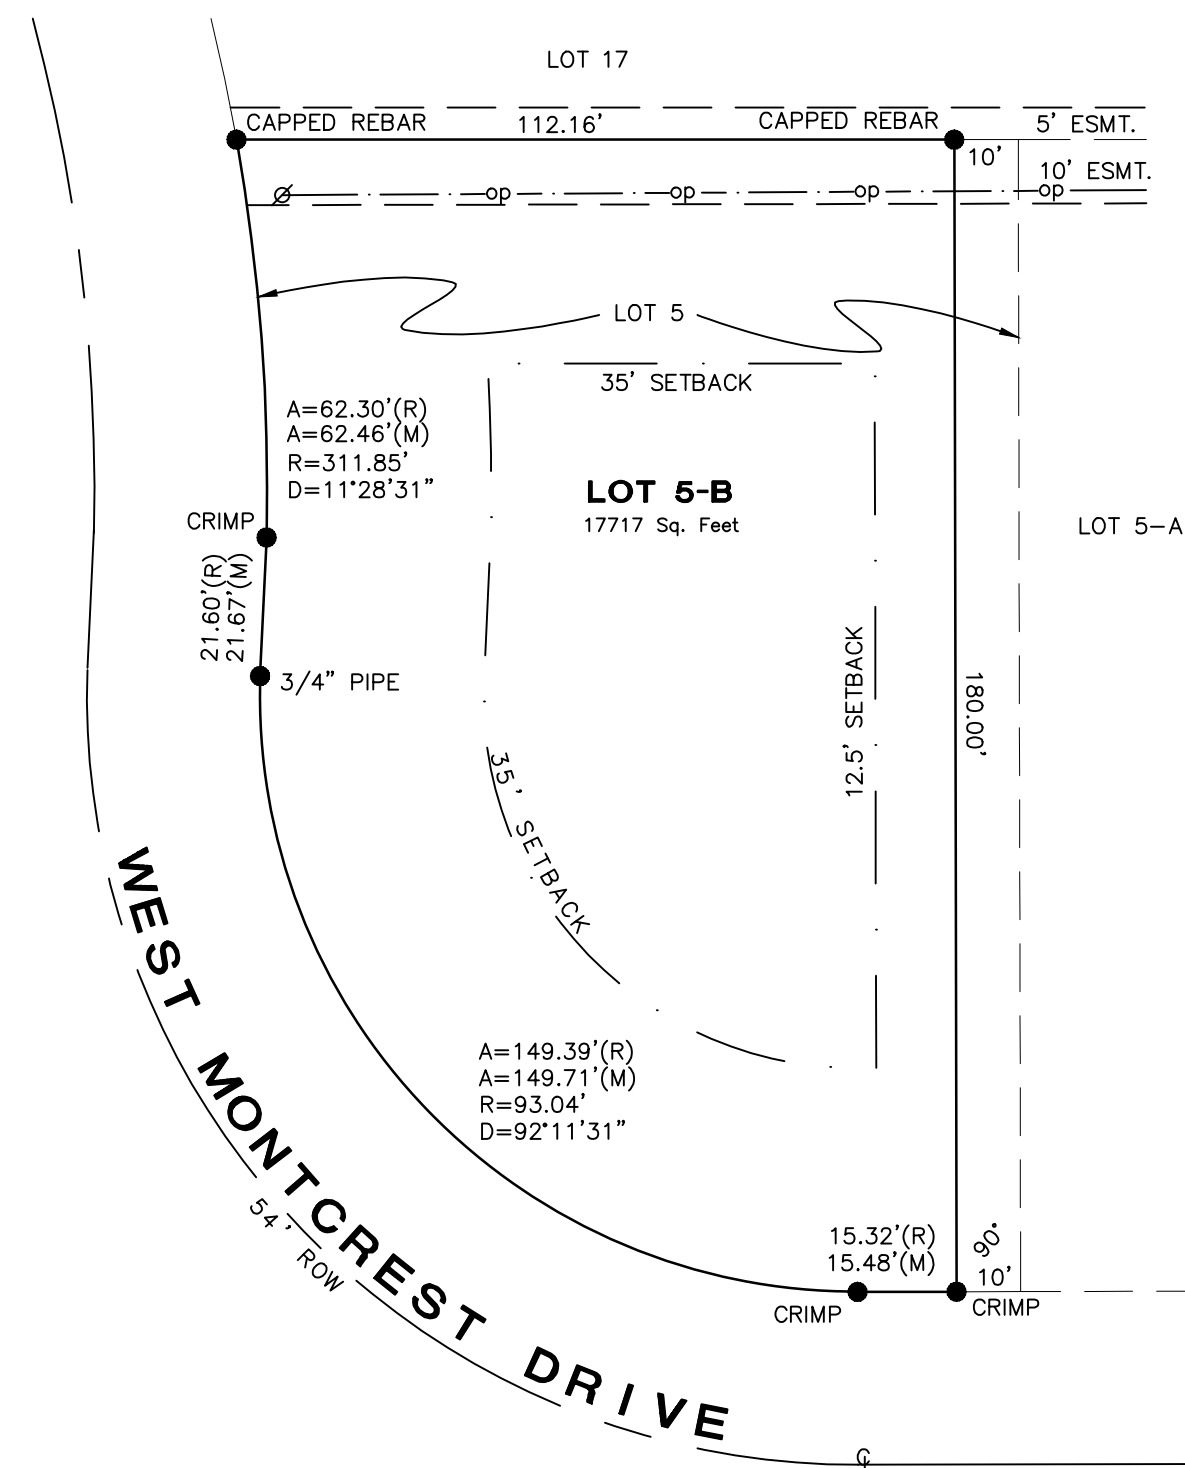 LOT 17
CAPPED REBAR
112.16'
CAPPED REBAR
5' ESMT.
10'
10' ESMT.
op
op
op
op
LOT 5
35' SETBACK
A=62.30'(R)
A=62.46'(M)
R=311.85'
D=11°28'31"
LOT 5-B
17717 Sq. Feet
CRIMP
LOT 5-A
21.60'(R)
21.67'(M)
3/4" PIPE
12.5' SETBACK
180.00'
35' SETBACK
WEST MONTCREST DRIVE
54' ROW
A=149.39'(R)
A=149.71'(M)
R=93.04'
D=92°11'31"
15.32'(R)
15.48'(M)
90°
10'
CRIMP
CRIMP
℄